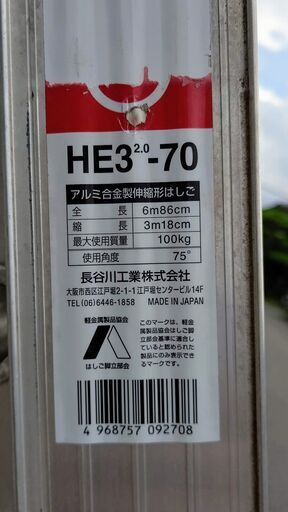 HE3 2.0-70
アルミ合金製伸縮形はしご
全長 6m86cm
縮長 3m18cm
最大使用質量 100kg
使用角度 75°
長谷川工業株式会社
大阪市西区江戸堀2-1-1江戸堀センタービル14F
TEL(06)6446-1858 MADE IN JAPAN
軽金属製品協会
はしご脚立部会
このマークは、軽金
属製品協会はしご脚
立部会基準に適合し
ていると認められた
製品にのみ表示でき
るマークです。
4 968757 092708